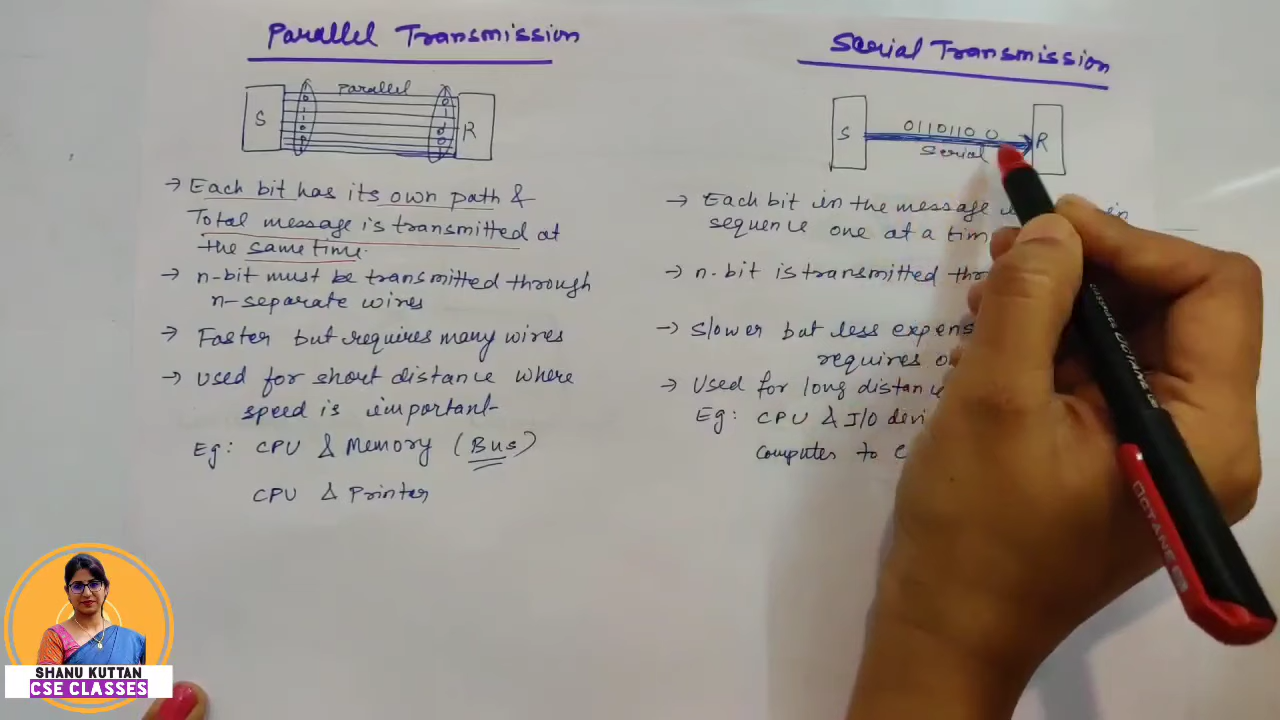 Parallel Transmission
S
Parallel
R
→ Each bit has its own path &
Total message is transmitted at
the same time.
→ n-bit must be transmitted through
n-separate wires
→ Faster but requires many wires
→ used for short distance where
speed is important
Eg: CPU & Memory (Bus)
CPU & Printer
Serial Transmission
S
0110110 0
Serial
R
→ Each bit in the message in
sequence one at a tim
→ n-bit is transmitted thr
→ Slower but less expens
requires o
→ Used for long distanc
Eg: CPU & I/O devi
Computer to C
SHANU KUTTAN
CSE CLASSES
OCTANE